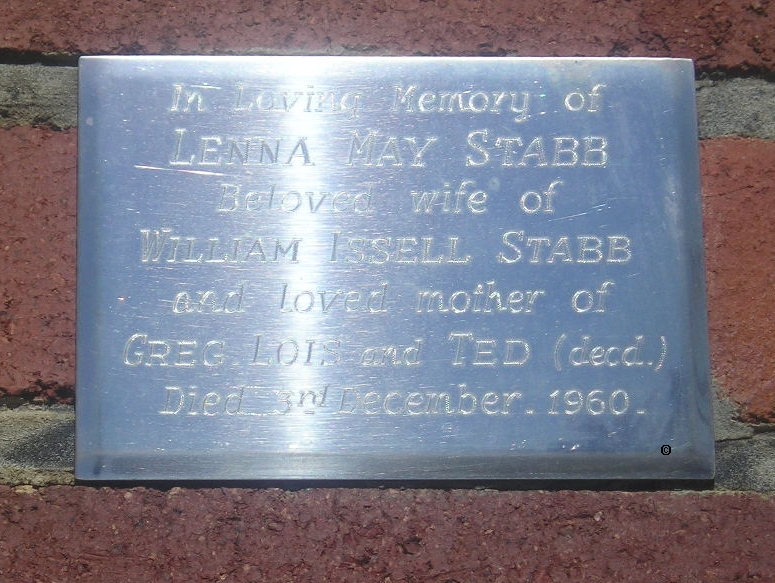 In Loving Memory of
LENNA MAY STABB
Beloved wife of
WILLIAM ISSELL STABB
and loved mother of
GREG LOIS and TED (decd.)
Died 3rd December. 1960.
©